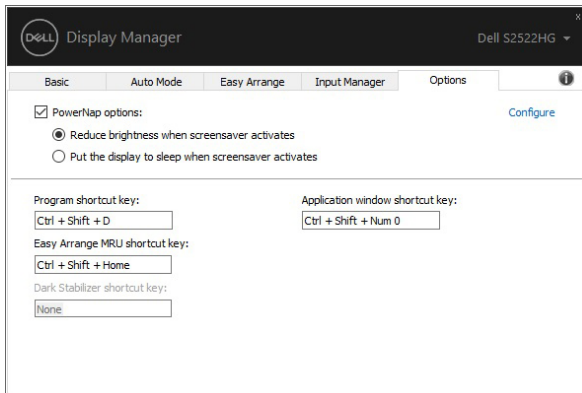 DELL Display Manager
Dell S2522HG
Basic Auto Mode Easy Arrange Input Manager Options
PowerNap options: Configure
Reduce brightness when screensaver activates
Put the display to sleep when screensaver activates
Program shortcut key: Application window shortcut key:
Ctrl + Shift + D Ctrl + Shift + Num 0
Easy Arrange MRU shortcut key:
Ctrl + Shift + Home
Dark Stabilizer shortcut key:
None